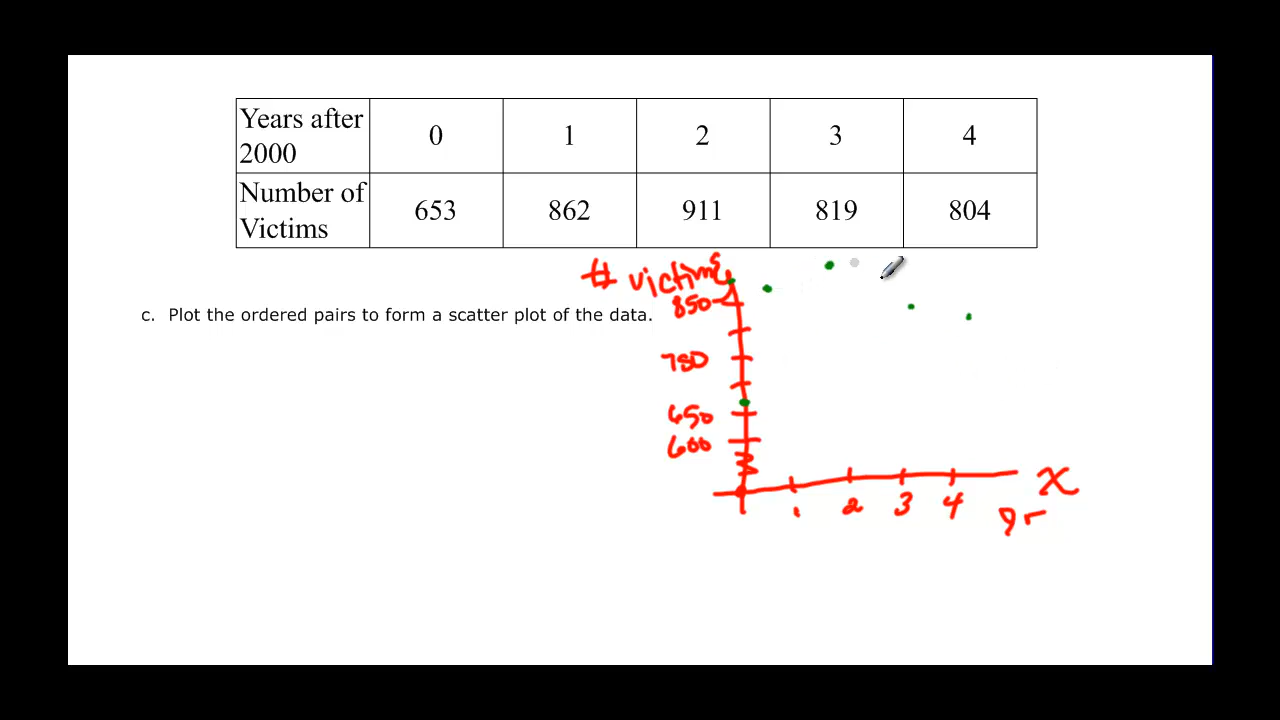 Years after 2000 0 1 2 3 4
Number of Victims 653 862 911 819 804
# victims
c. Plot the ordered pairs to form a scatter plot of the data.
850
750
650
600
x
1 2 3 4 yr